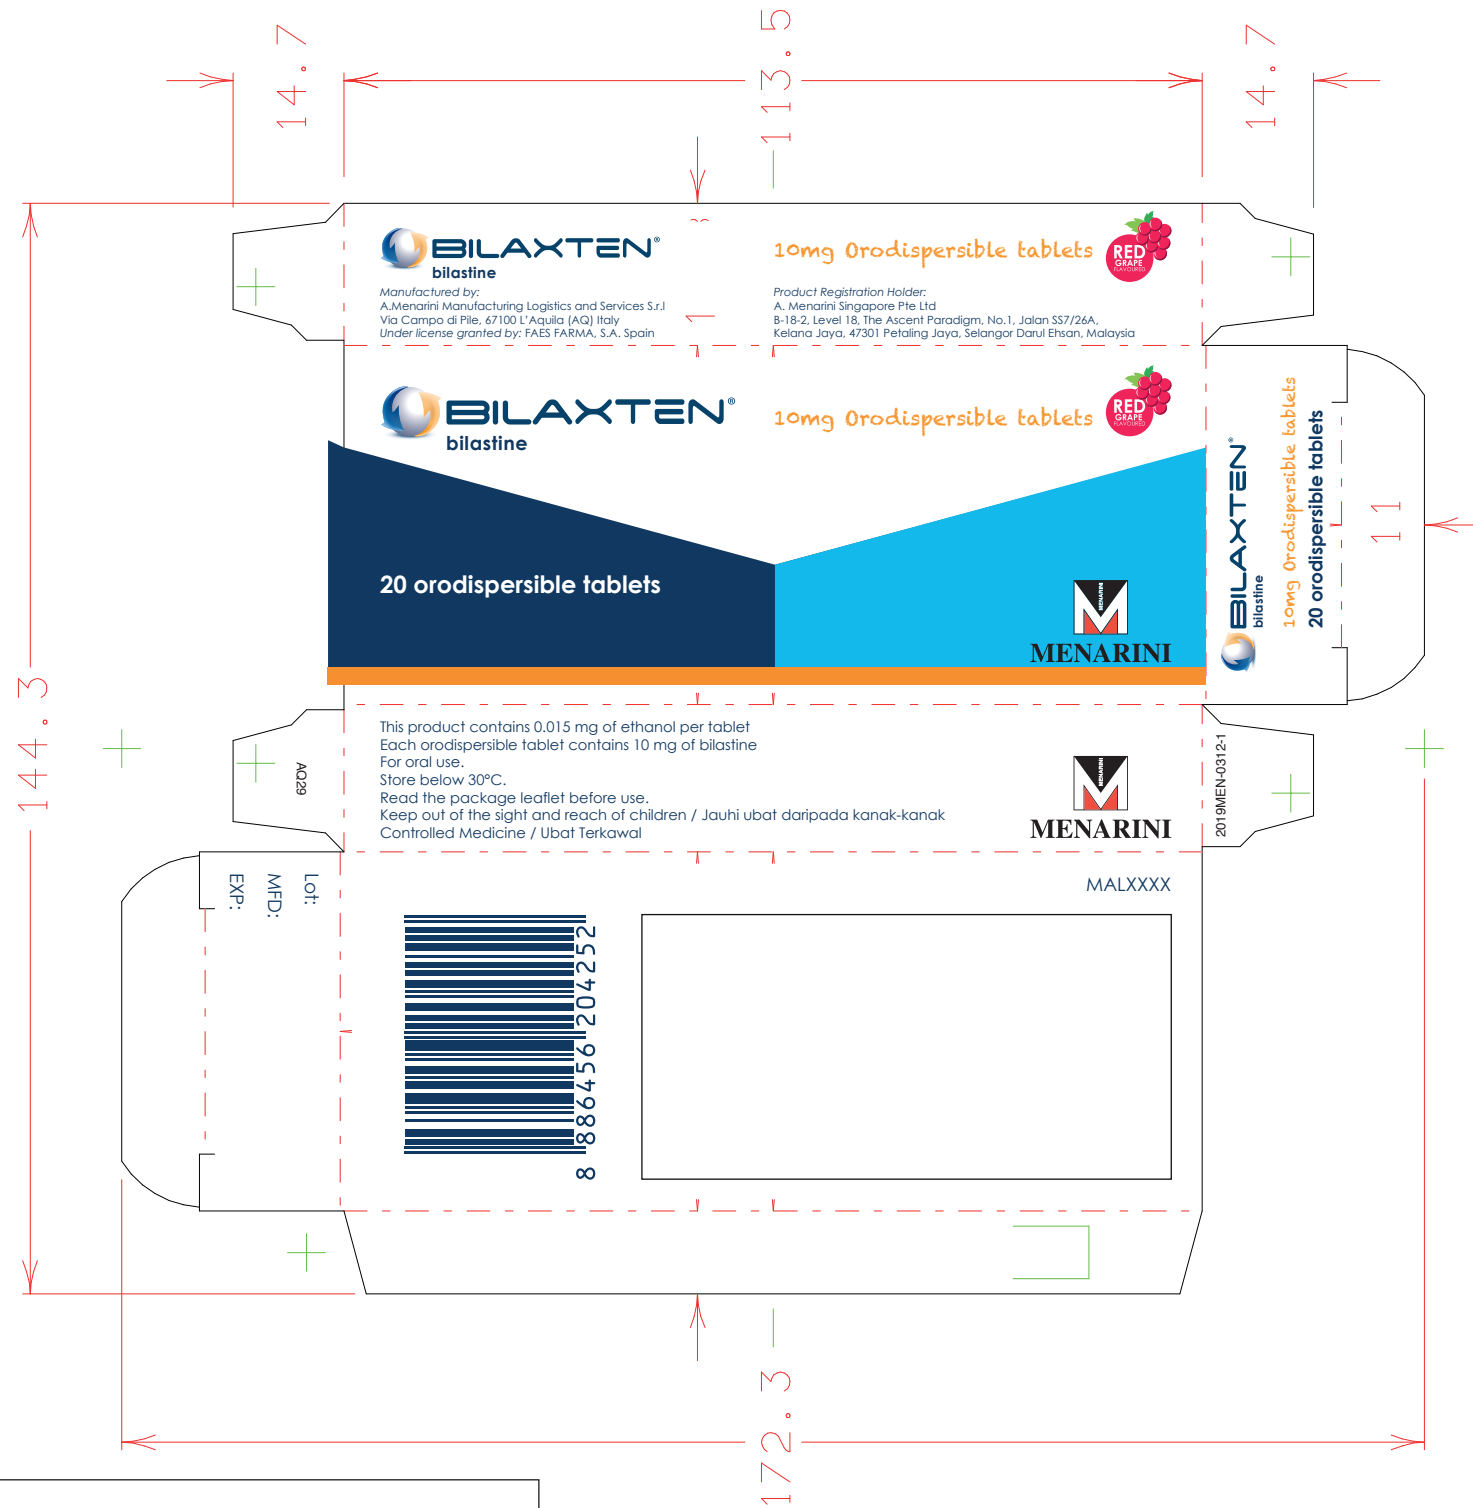 14.7
113.5
14.7
BILAXTEN®
bilastine
10mg Orodispersible tablets
RED
GRAPE
FLAVOURED
Manufactured by:
A.Menarini Manufacturing Logistics and Services S.r.l
Via Campo di Pile, 67100 L'Aquila (AQ) Italy
Under license granted by: FAES FARMA, S.A. Spain
Product Registration Holder:
A. Menarini Singapore Pte Ltd
B-18-2, Level 18, The Ascent Paradigm, No.1, Jalan SS7/26A,
Kelana Jaya, 47301 Petaling Jaya, Selangor Darul Ehsan, Malaysia
1
BILAXTEN®
bilastine
10mg Orodispersible tablets
RED
GRAPE
FLAVOURED
20 orodispersible tablets
MENARINI
MENARINI
BILAXTEN®
bilastine
10mg Orodispersible tablets
20 orodispersible tablets
11
144.3
AQ29
This product contains 0.015 mg of ethanol per tablet
Each orodispersible tablet contains 10 mg of bilastine
For oral use.
Store below 30°C.
Read the package leaflet before use.
Keep out of the sight and reach of children / Jauhi ubat daripada kanak-kanak
Controlled Medicine / Ubat Terkawal
MENARINI
MENARINI
2019MEN-0312-1
Lot:
MFD:
EXP:
8 886456 204252
MALXXXX
172.3